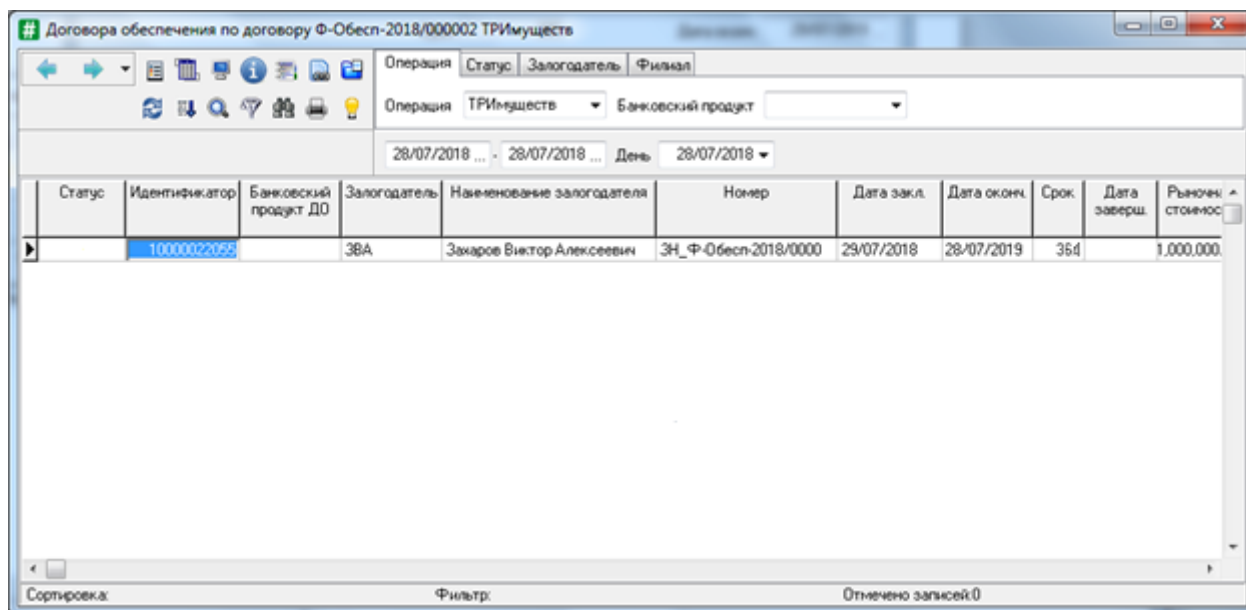 Договора обеспечения по договору Ф-Обесп-2018/000002 ТРИмуществ
Операция Статус Залогодатель Филиал
Операция ТРИмуществ Банковский продукт
28/07/2018 ... - 28/07/2018 ... День 28/07/2018
Статус Идентификатор Банковский продукт ДО Залогодатель Наименование залогодателя Номер Дата закл. Дата оконч. Срок Дата заверш. Рыночна стоимос
10000022055 ЗВА Захаров Виктор Алексеевич ЗН_Ф-Обесп-2018/0000 29/07/2018 28/07/2019 364 1,000,000.
Сортировка: Фильтр: Отмечено записей:0